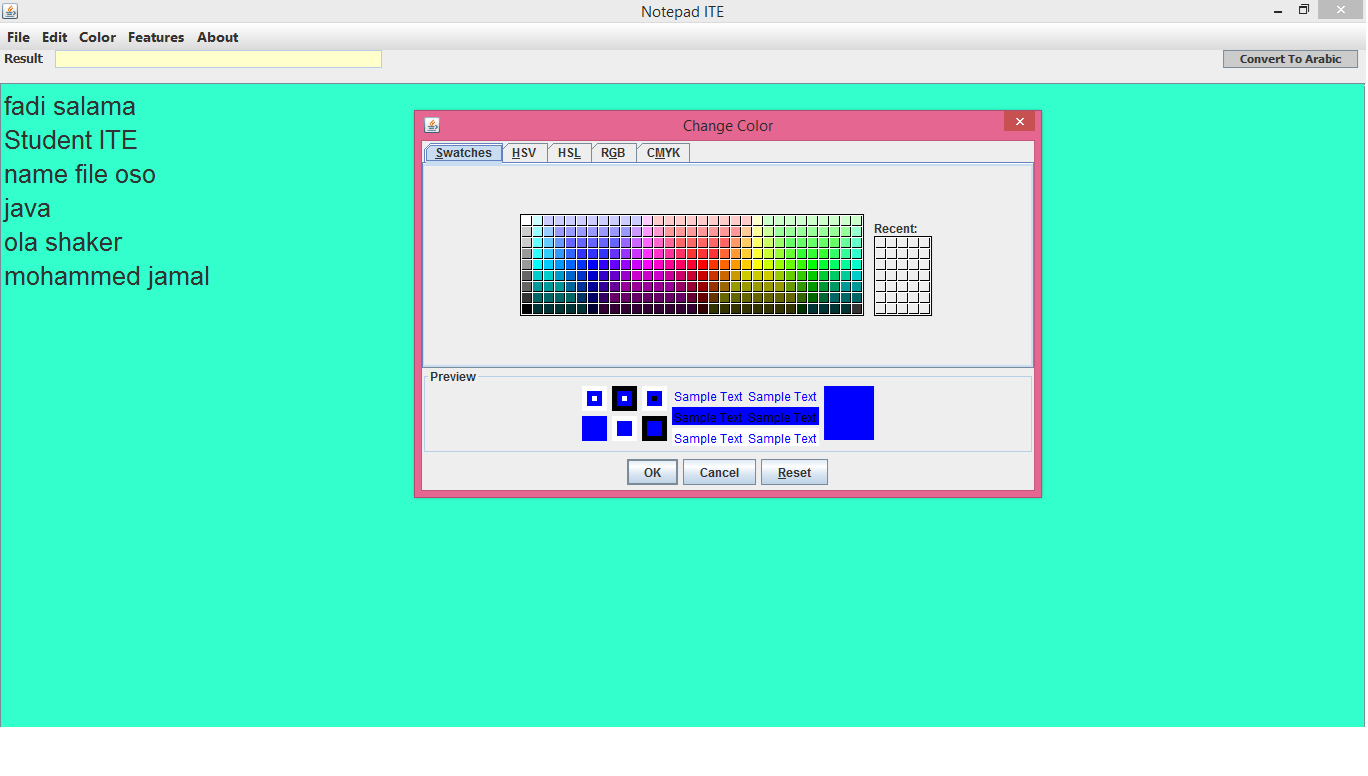 Notepad ITE
File Edit Color Features About
Result
Convert To Arabic
fadi salama
Student ITE
name file oso
java
ola shaker
mohammed jamal
Change Color
Swatches HSV HSL RGB CMYK
Recent:
Preview
Sample Text Sample Text
Sample Text Sample Text
Sample Text Sample Text
OK Cancel Reset